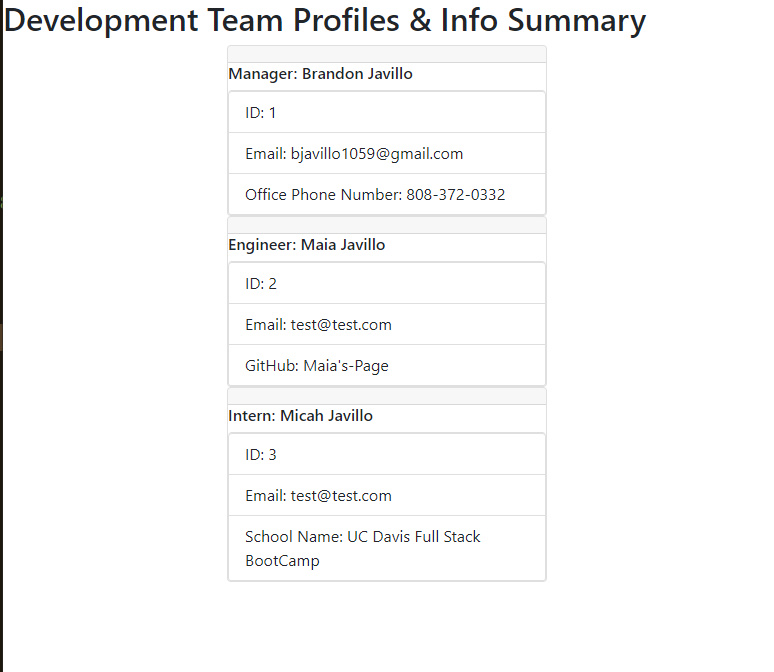 Development Team Profiles & Info Summary
Manager: Brandon Javillo
ID: 1
Email: bjavillo1059@gmail.com
Office Phone Number: 808-372-0332
Engineer: Maia Javillo
ID: 2
Email: test@test.com
GitHub: Maia's-Page
Intern: Micah Javillo
ID: 3
Email: test@test.com
School Name: UC Davis Full Stack
BootCamp